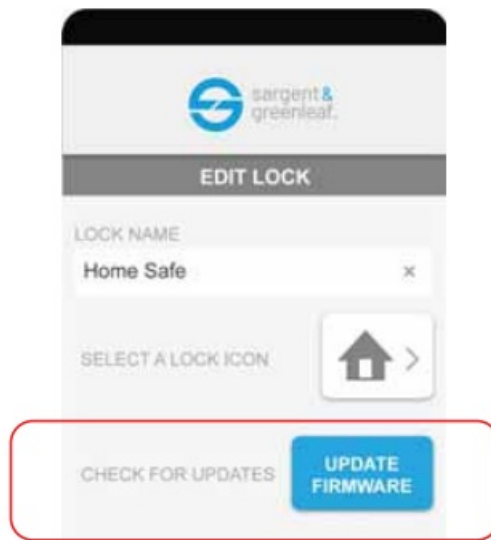 sargent &
greenleaf.
EDIT LOCK
LOCK NAME
Home Safe ×
SELECT A LOCK ICON
CHECK FOR UPDATES
UPDATE
FIRMWARE